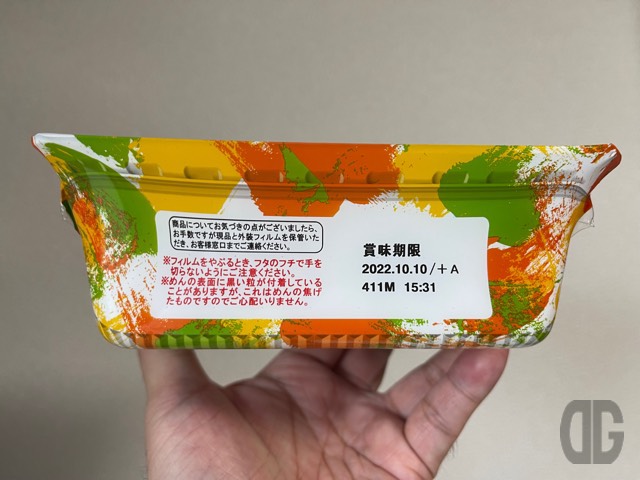 商品についてお気づきの点がございましたら、
お手数ですが現品と外装フィルムを保管いた
だき、お客様窓口までご連絡ください。
※フィルムをやぶるとき、フタのフチで手を
切らないようにご注意ください。
※めんの表面に黒い粒が付着している
ことがありますが、これはめんの焦げ
たものですのでご心配いりません。
賞味期限
2022.10.10/+A
411M 15:31
DG